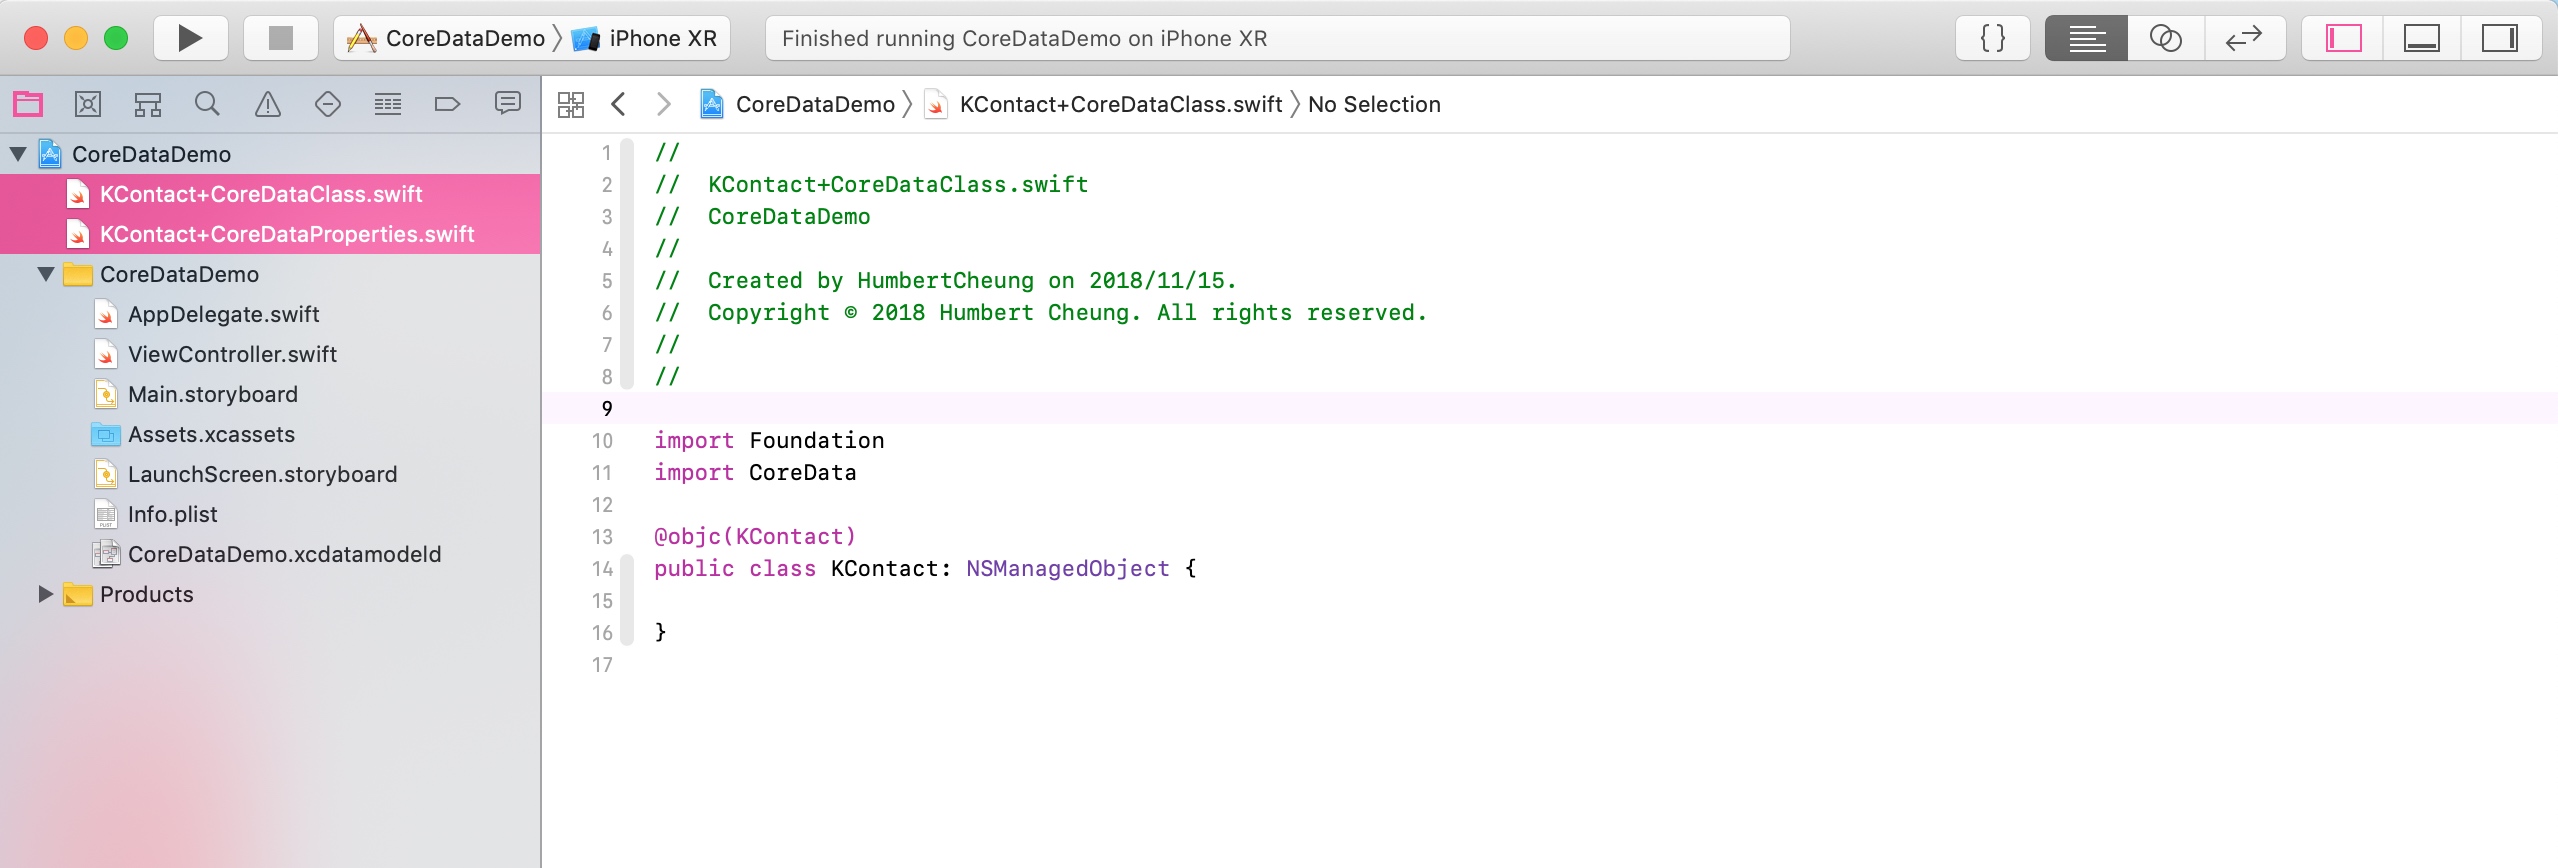 CoreDataDemo 〉 iPhone XR
Finished running CoreDataDemo on iPhone XR
{ }
CoreDataDemo 〉 KContact+CoreDataClass.swift 〉 No Selection
CoreDataDemo
KContact+CoreDataClass.swift
KContact+CoreDataProperties.swift
CoreDataDemo
AppDelegate.swift
ViewController.swift
Main.storyboard
Assets.xcassets
LaunchScreen.storyboard
Info.plist
CoreDataDemo.xcdatamodeld
Products
1 //
2 //  KContact+CoreDataClass.swift
3 //  CoreDataDemo
4 //
5 //  Created by HumbertCheung on 2018/11/15.
6 //  Copyright © 2018 Humbert Cheung. All rights reserved.
7 //
8 //
9
10 import Foundation
11 import CoreData
12
13 @objc(KContact)
14 public class KContact: NSManagedObject {
15
16 }
17